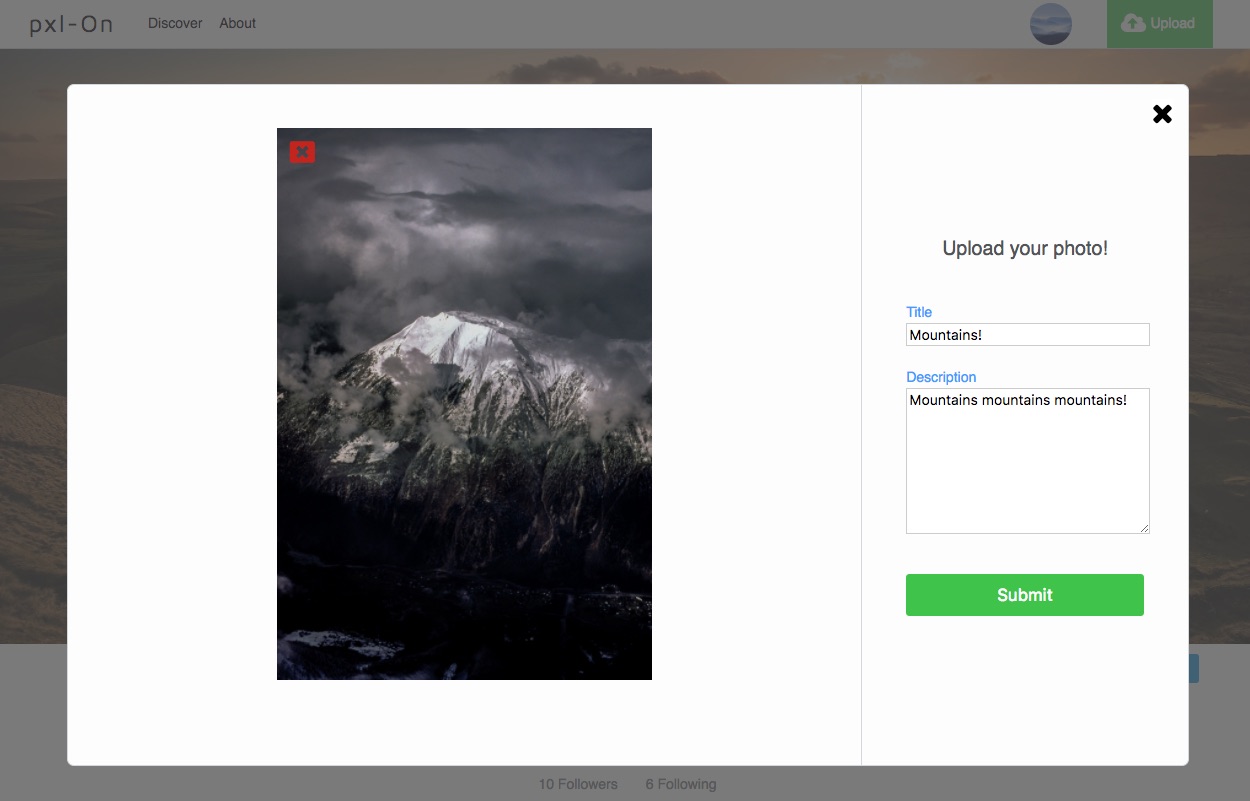 pxl-On
Discover
About
Upload
Upload your photo!
Title
Mountains!
Description
Mountains mountains mountains!
Submit
10 Followers
6 Following